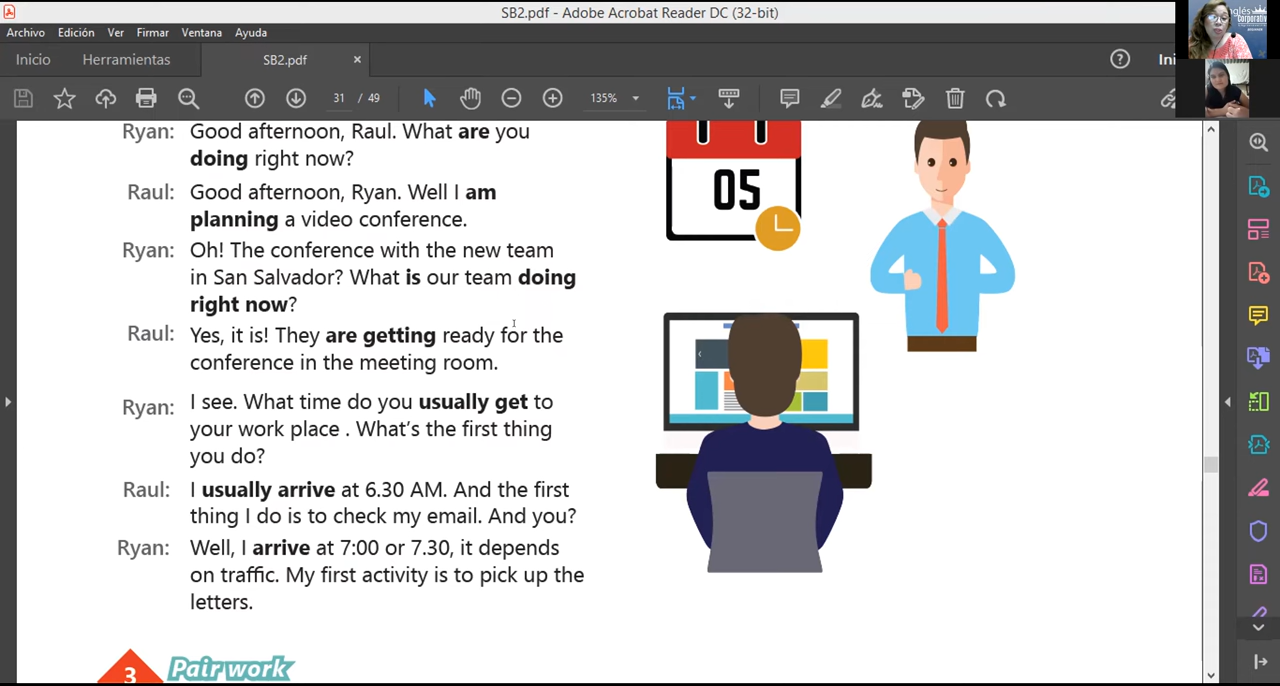 SB2.pdf - Adobe Acrobat Reader DC (32-bit)
Archivo Edición Ver Firmar Ventana Ayuda
Inicio Herramientas SB2.pdf ×
31 / 49 135%
Inglés
Corporativo
Ryan: Good afternoon, Raul. What are you
doing right now?
Raul: Good afternoon, Ryan. Well I am
planning a video conference.
Ryan: Oh! The conference with the new team
in San Salvador? What is our team doing
right now?
Raul: Yes, it is! They are getting ready for the
conference in the meeting room.
Ryan: I see. What time do you usually get to
your work place . What's the first thing
you do?
Raul: I usually arrive at 6.30 AM. And the first
thing I do is to check my email. And you?
Ryan: Well, I arrive at 7:00 or 7.30, it depends
on traffic. My first activity is to pick up the
letters.
05
3 Pair work